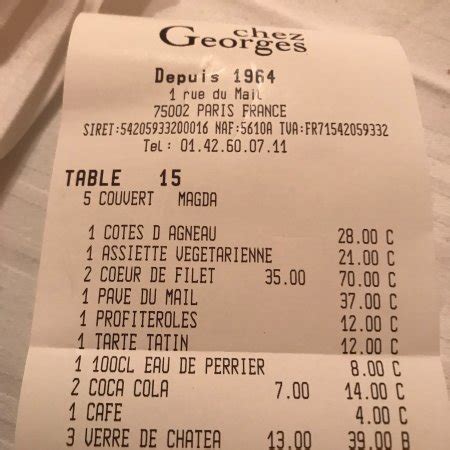 chez
Georges
Depuis 1964
1 rue du Mail
75002 PARIS FRANCE
SIRET:54205933200016 NAF:5610A TVA:FR71542059332
Tel: 01.42.60.07.11
TABLE 15
5 COUVERT MAGDA
1 COTES D AGNEAU 28.00 C
1 ASSIETTE VEGETARIENNE 21.00 C
2 COEUR DE FILET 35.00 70.00 C
1 PAVE DU MAIL 37.00 C
1 PROFITEROLES 12.00 C
1 TARTE TATIN 12.00 C
1 100CL EAU DE PERRIER 8.00 C
2 COCA COLA 7.00 14.00 C
1 CAFE 4.00 C
3 VERRE DE CHATEA 13.00 39.00 B